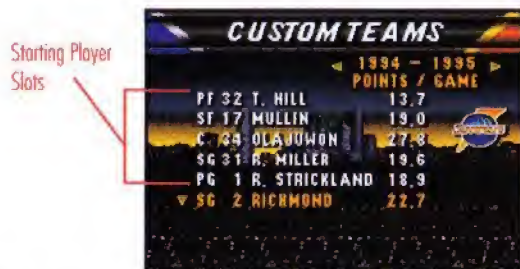 Starting Player
Slots
CUSTOM TEAMS
1994 - 1995
POINTS / GAME
PF 32 T. HILL 13.7
SF 17 MULLIN 19.0
C 34 OLAJUWON 27.8
SG 31 R. MILLER 19.6
PG 1 R. STRICKLAND 18.9
SG 2 RICHMOND 22.7